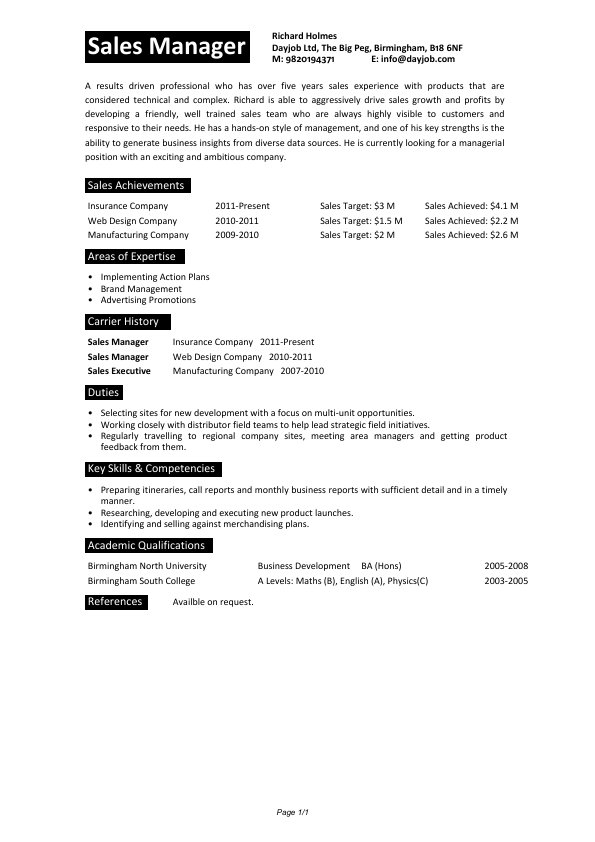 Sales Manager
Richard Holmes
Dayjob Ltd, The Big Peg, Birmingham, B18 6NF
M: 9820194371 E: info@dayjob.com
A results driven professional who has over five years sales experience with products that are
considered technical and complex. Richard is able to aggressively drive sales growth and profits by
developing a friendly, well trained sales team who are always highly visible to customers and
responsive to their needs. He has a hands-on style of management, and one of his key strengths is the
ability to generate business insights from diverse data sources. He is currently looking for a managerial
position with an exciting and ambitious company.
Sales Achievements
Insurance Company 2011-Present Sales Target: $3 M Sales Achieved: $4.1 M
Web Design Company 2010-2011 Sales Target: $1.5 M Sales Achieved: $2.2 M
Manufacturing Company 2009-2010 Sales Target: $2 M Sales Achieved: $2.6 M
Areas of Expertise
• Implementing Action Plans
• Brand Management
• Advertising Promotions
Carrier History
Sales Manager Insurance Company 2011-Present
Sales Manager Web Design Company 2010-2011
Sales Executive Manufacturing Company 2007-2010
Duties
• Selecting sites for new development with a focus on multi-unit opportunities.
• Working closely with distributor field teams to help lead strategic field initiatives.
• Regularly travelling to regional company sites, meeting area managers and getting product
feedback from them.
Key Skills & Competencies
• Preparing itineraries, call reports and monthly business reports with sufficient detail and in a timely
manner.
• Researching, developing and executing new product launches.
• Identifying and selling against merchandising plans.
Academic Qualifications
Birmingham North University Business Development BA (Hons) 2005-2008
Birmingham South College A Levels: Maths (B), English (A), Physics(C) 2003-2005
References Availble on request.
Page 1/1